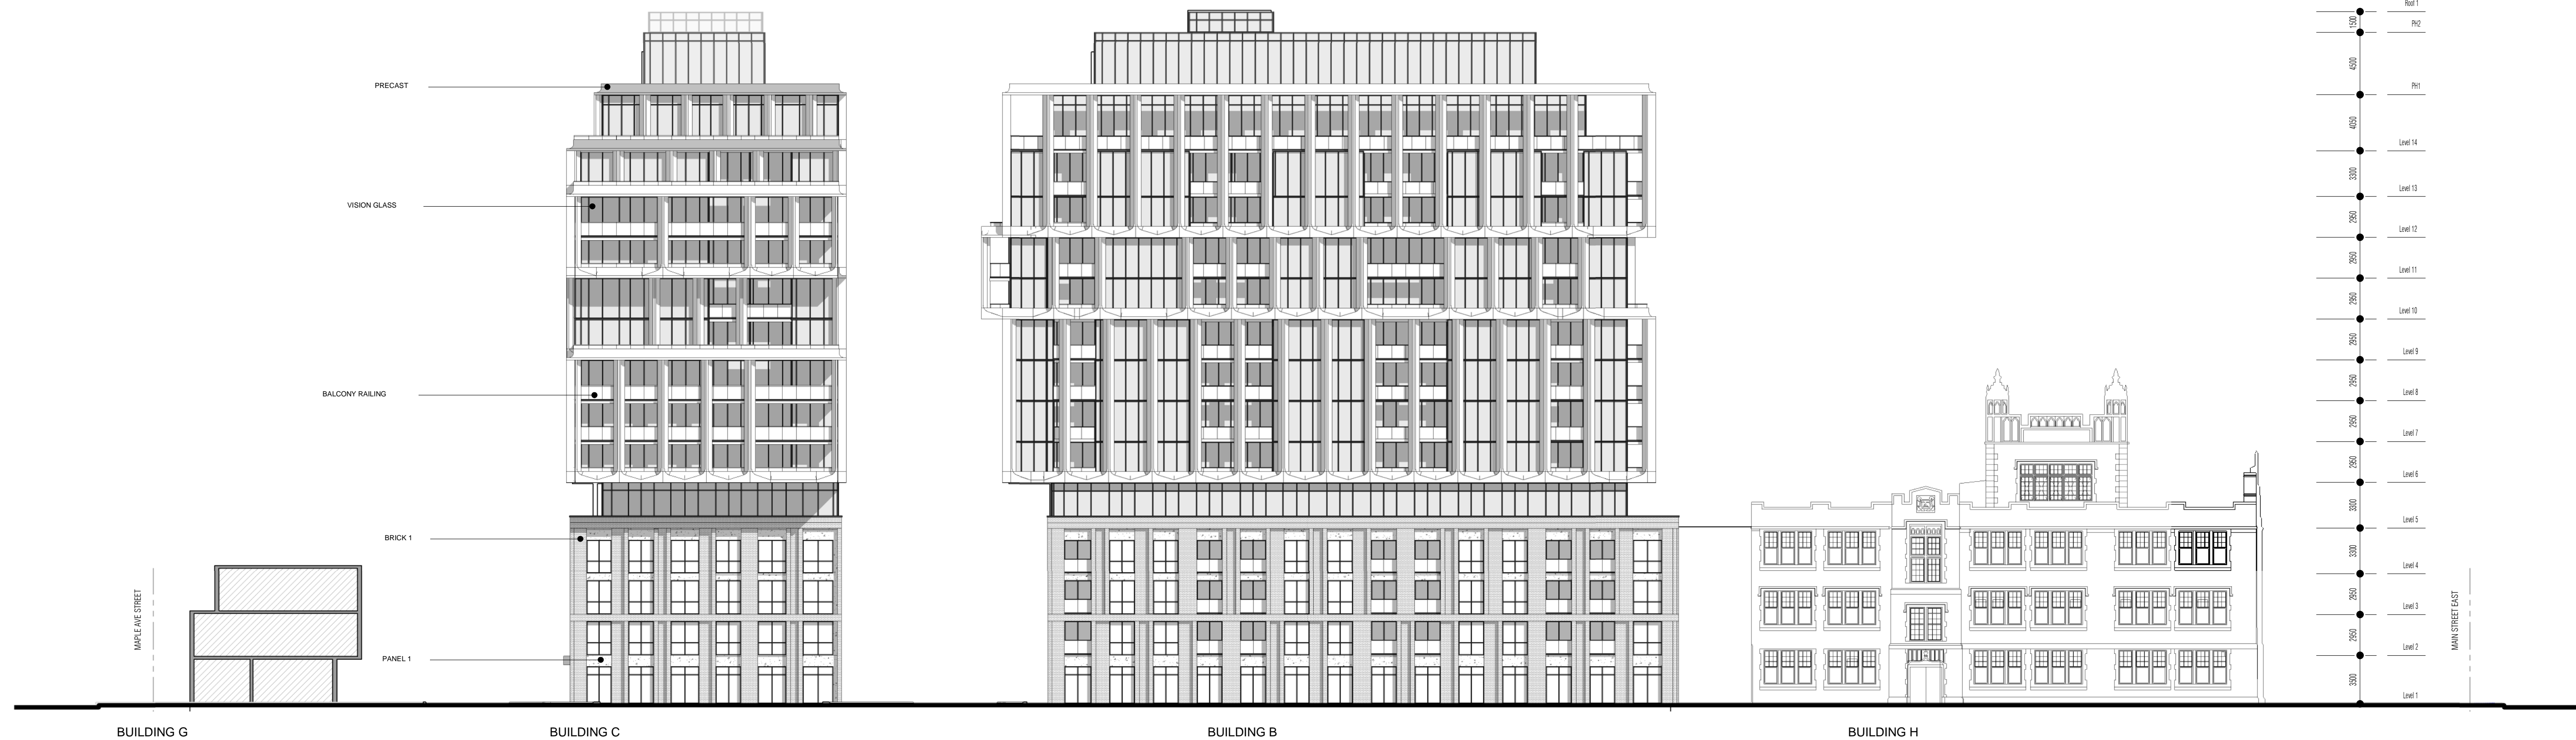 Roof 1
1500
PH2
4500
PRECAST
PH1
4050
Level 14
3300
Level 13
VISION GLASS
2950
Level 12
2950
Level 11
2950
Level 10
2950
Level 9
2950
Level 8
BALCONY RAILING
2950
Level 7
2950
Level 6
3300
Level 5
BRICK 1
3300
Level 4
2950
Level 3
MAPLE AVE STREET
MAIN STREET EAST
2950
Level 2
PANEL 1
3500
Level 1
BUILDING G
BUILDING C
BUILDING B
BUILDING H